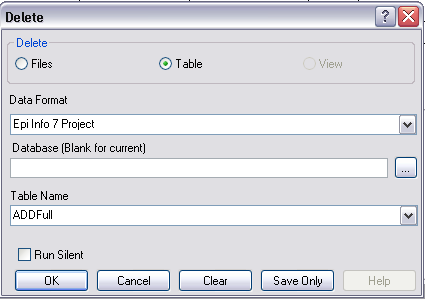 Delete
Delete
Files Table View
Data Format
Epi Info 7 Project
Database (Blank for current)
...
Table Name
ADDFull
Run Silent
OK Cancel Clear Save Only Help